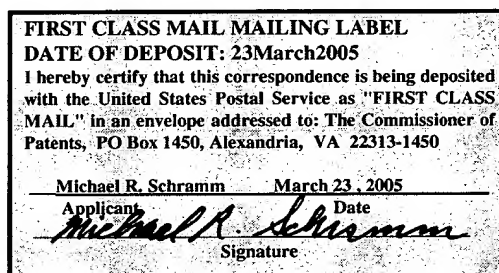 FIRST CLASS MAIL MAILING LABEL
DATE OF DEPOSIT: 23March2005
I hereby certify that this correspondence is being deposited
with the United States Postal Service as "FIRST CLASS
MAIL" in an envelope addressed to: The Commissioner of
Patents, PO Box 1450, Alexandria, VA 22313-1450
Michael R. Schramm March 23, 2005
Applicant Date
Michael R. Schramm
Signature